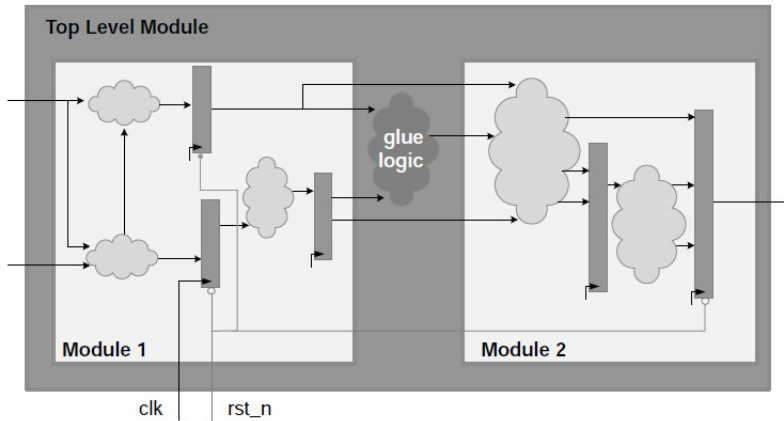 Top Level Module
glue
logic
Module 1
Module 2
clk
rst_n